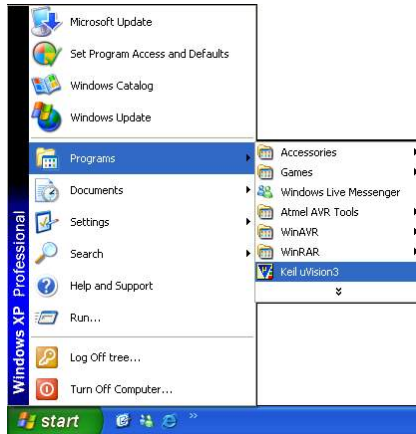 Microsoft Update
Set Program Access and Defaults
Windows Catalog
Windows Update
Programs
Documents
Settings
Search
Help and Support
Run...
Log Off tree...
Turn Off Computer...
Windows XP Professional
Accessories
Games
Windows Live Messenger
Atmel AVR Tools
WinAVR
WinRAR
Keil uVision3
start